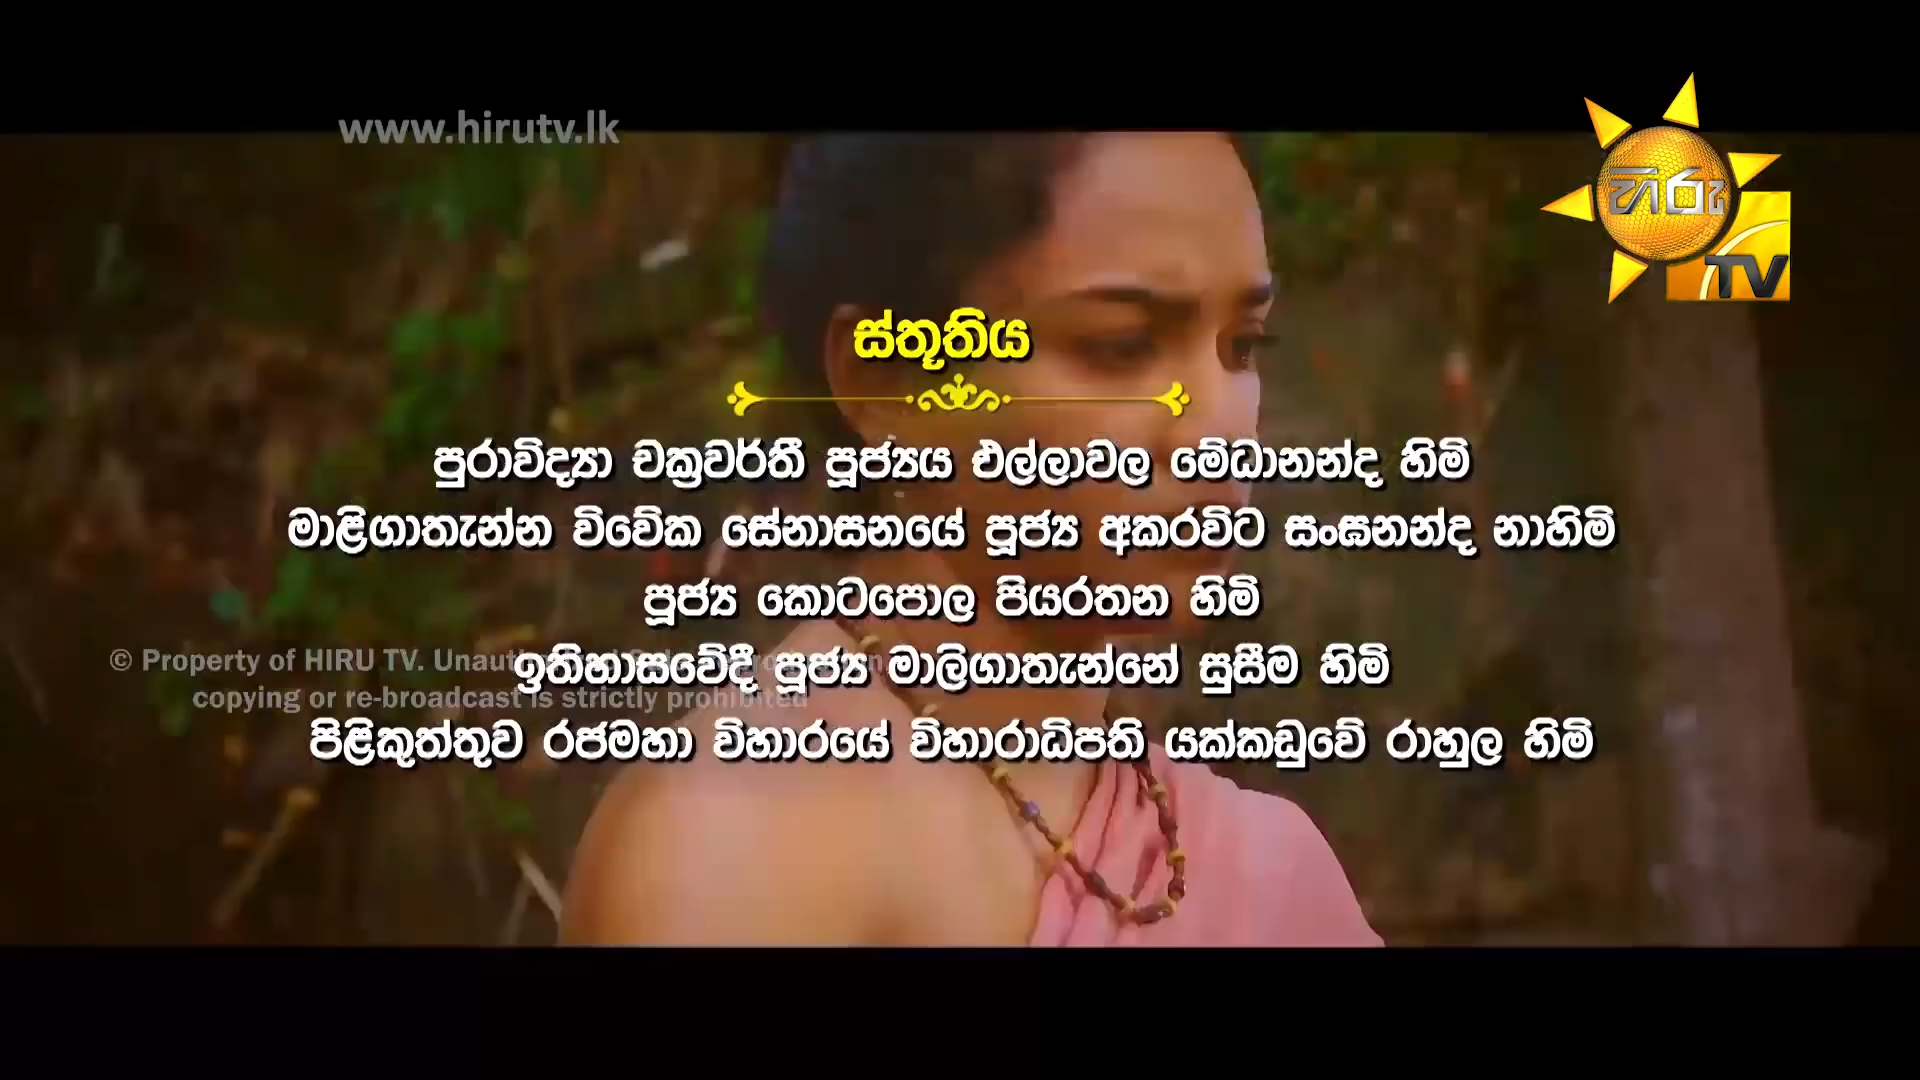 www.hirutv.lk
හිරු
TV
ස්තූතිය
පුරාවිද්‍යා චක්‍රවර්තී පූජ්‍යය එල්ලාවල මේධානන්ද හිමි
මාළිගාතැන්න විවේක සේනාසනයේ පූජ්‍ය අකරවිට සංඝනන්ද නාහිමි
පූජ්‍ය කොටපොල පියරතන හිමි
© Property of HIRU TV.
ඉතිහාසවේදී පූජ්‍ය මාලිගාතැන්නේ සුසීම හිමි
copying or re-broadcast is strictly prohibited
පිළිකුත්තුව රජමහා විහාරයේ විහාරාධිපති යක්කඩුවේ රාහුල හිමි